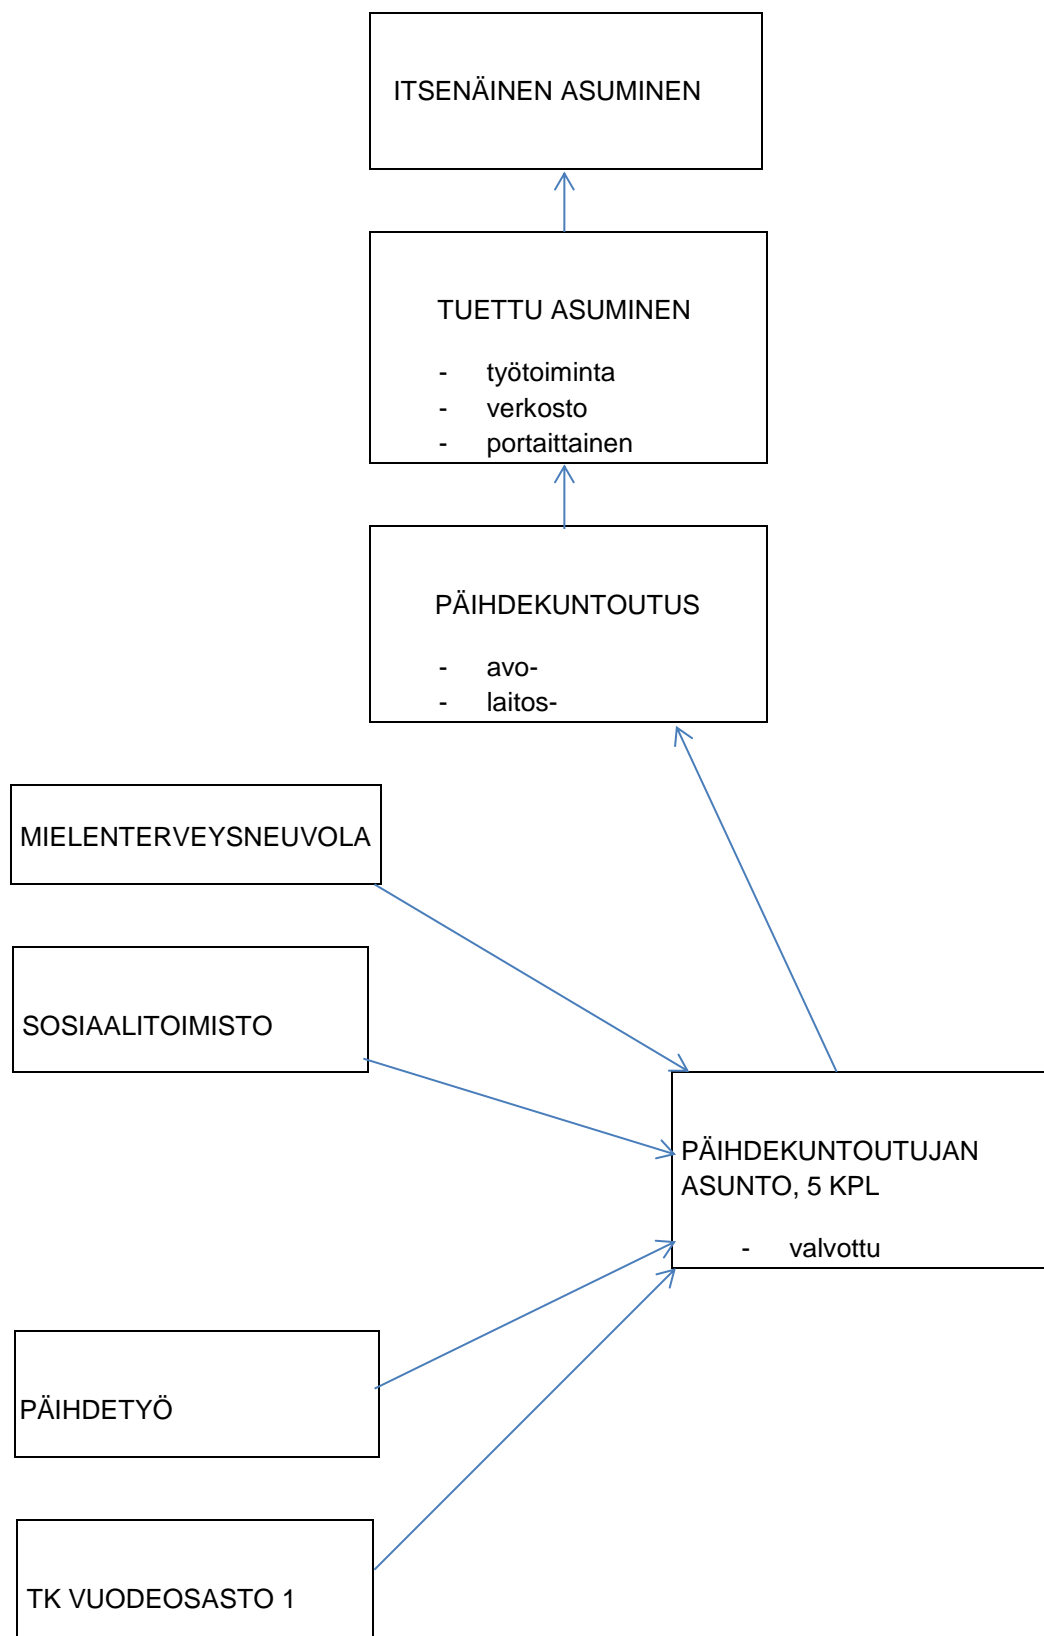 ITSENÄINEN ASUMINEN
TUETTU ASUMINEN
- työtoiminta
- verkosto
- portaittainen
PÄIHDEKUNTOUTUS
- avo-
- laitos-
MIELENTERVEYSNEUVOLA
SOSIAALITOIMISTO
PÄIHDEKUNTOUTUJAN
ASUNTO, 5 KPL
- valvottu
PÄIHDETYÖ
TK VUODEOSASTO 1